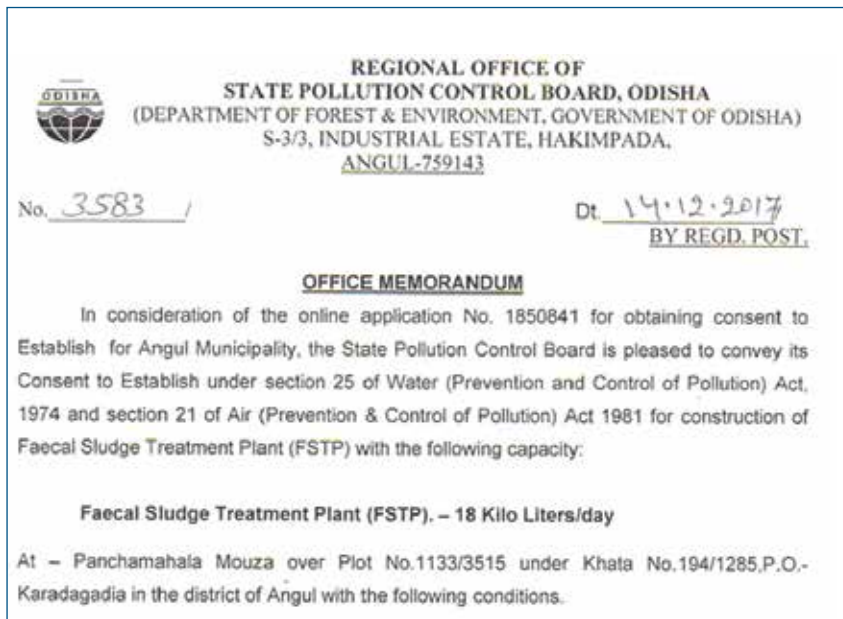 ODISHA
REGIONAL OFFICE OF
STATE POLLUTION CONTROL BOARD, ODISHA
(DEPARTMENT OF FOREST & ENVIRONMENT, GOVERNMENT OF ODISHA)
S-3/3, INDUSTRIAL ESTATE, HAKIMPADA,
ANGUL-759143
No. 3583 / Dt. 14.12.2017
BY REGD. POST.
OFFICE MEMORANDUM
In consideration of the online application No. 1850841 for obtaining consent to
Establish for Angul Municipality, the State Pollution Control Board is pleased to convey its
Consent to Establish under section 25 of Water (Prevention and Control of Pollution) Act,
1974 and section 21 of Air (Prevention & Control of Pollution) Act 1981 for construction of
Faecal Sludge Treatment Plant (FSTP) with the following capacity:
Faecal Sludge Treatment Plant (FSTP). – 18 Kilo Liters/day
At – Panchamahala Mouza over Plot No.1133/3515 under Khata No.194/1285,P.O.-
Karadagadia in the district of Angul with the following conditions.